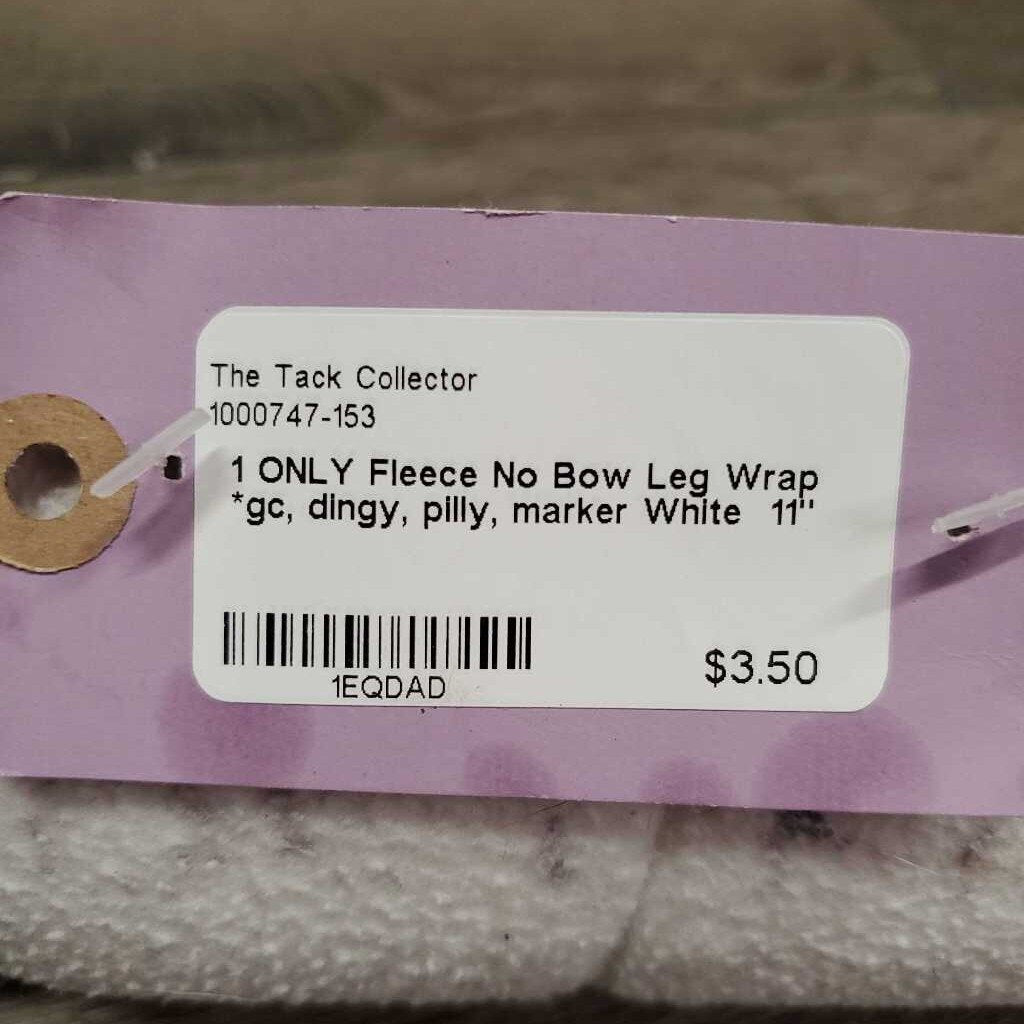 The Tack Collector
1000747-153
1 ONLY Fleece No Bow Leg Wrap
*gc, dingy, pilly, marker White 11"
1EQDAD
$3.50